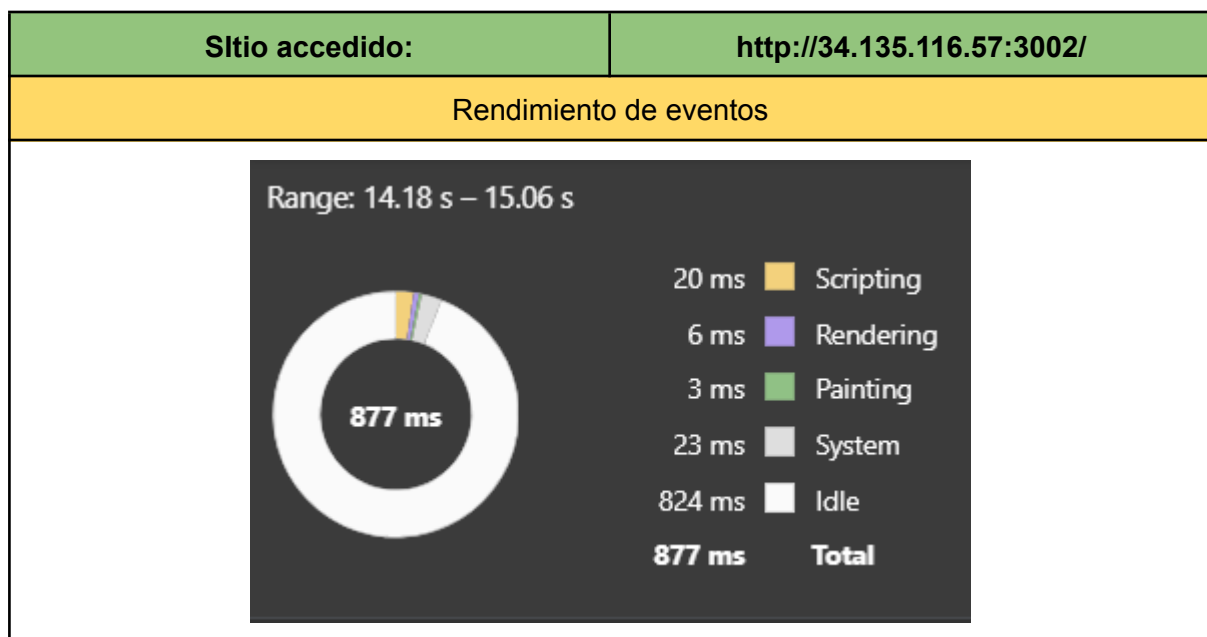 SItio accedido:
http://34.135.116.57:3002/
Rendimiento de eventos
Range: 14.18 s – 15.06 s
877 ms
20 ms Scripting
6 ms Rendering
3 ms Painting
23 ms System
824 ms Idle
877 ms Total